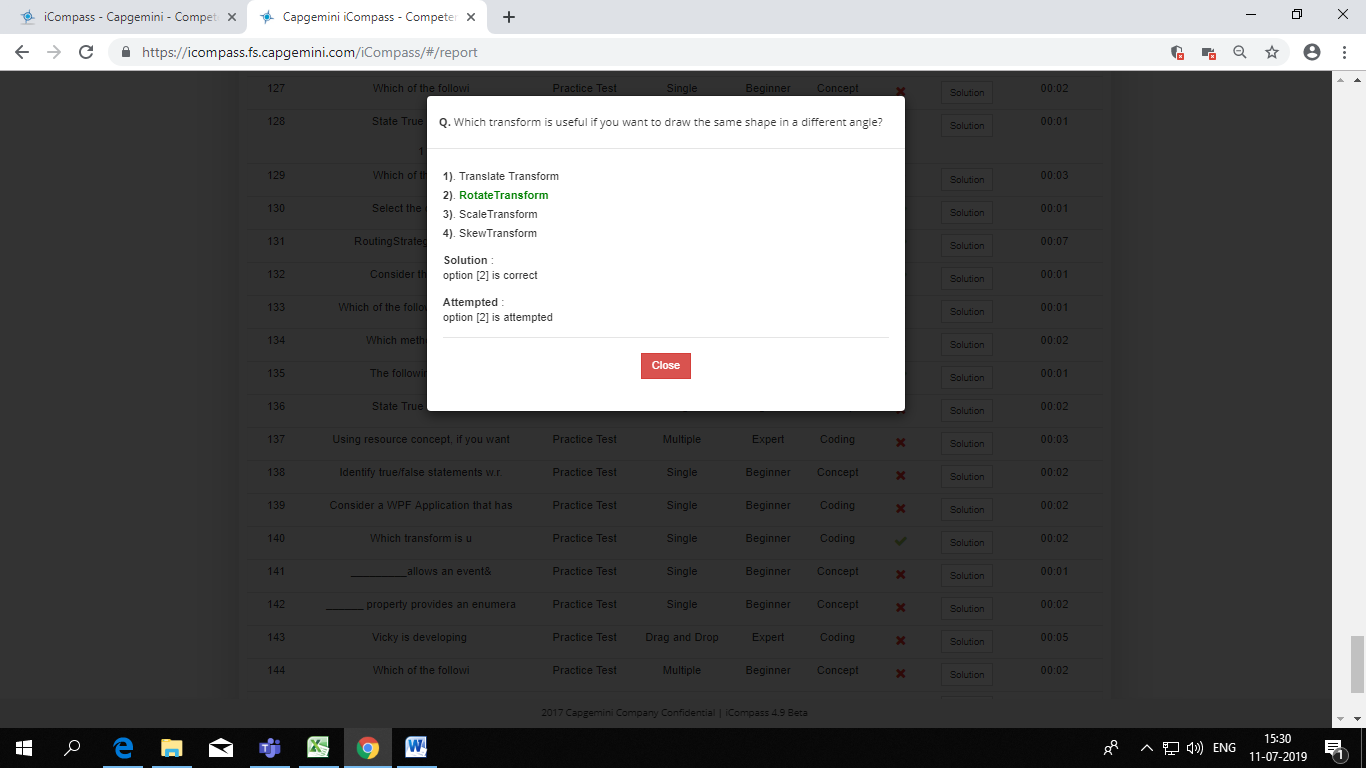 iCompass - Capgemini - Compet
Capgemini iCompass - Competer
https://icompass.fs.capgemini.com/iCompass/#/report
127 Which of the followi Practice Test Single Beginner Concept Solution 00:02
128 State True Solution 00:01
129 Which of th Solution 00:03
130 Select the Solution 00:01
131 RoutingStrateg Solution 00:07
132 Consider th Solution 00:01
133 Which of the follo Solution 00:01
134 Which meth Solution 00:02
135 The followin Solution 00:01
136 State True Solution 00:02
Q. Which transform is useful if you want to draw the same shape in a different angle?
1). Translate Transform
2). RotateTransform
3). ScaleTransform
4). SkewTransform
Solution :
option [2] is correct
Attempted :
option [2] is attempted
Close
137 Using resource concept, if you want Practice Test Multiple Expert Coding Solution 00:03
138 Identify true/false statements w.r. Practice Test Single Beginner Concept Solution 00:02
139 Consider a WPF Application that has Practice Test Single Beginner Coding Solution 00:02
140 Which transform is u Practice Test Single Beginner Coding Solution 00:02
141 _________allows an event& Practice Test Single Beginner Concept Solution 00:01
142 ______ property provides an enumera Practice Test Single Beginner Concept Solution 00:02
143 Vicky is developing Practice Test Drag and Drop Expert Coding Solution 00:05
144 Which of the followi Practice Test Multiple Beginner Concept Solution 00:02
2017 Capgemini Company Confidential | iCompass 4.9 Beta
ENG
15:30
11-07-2019
1